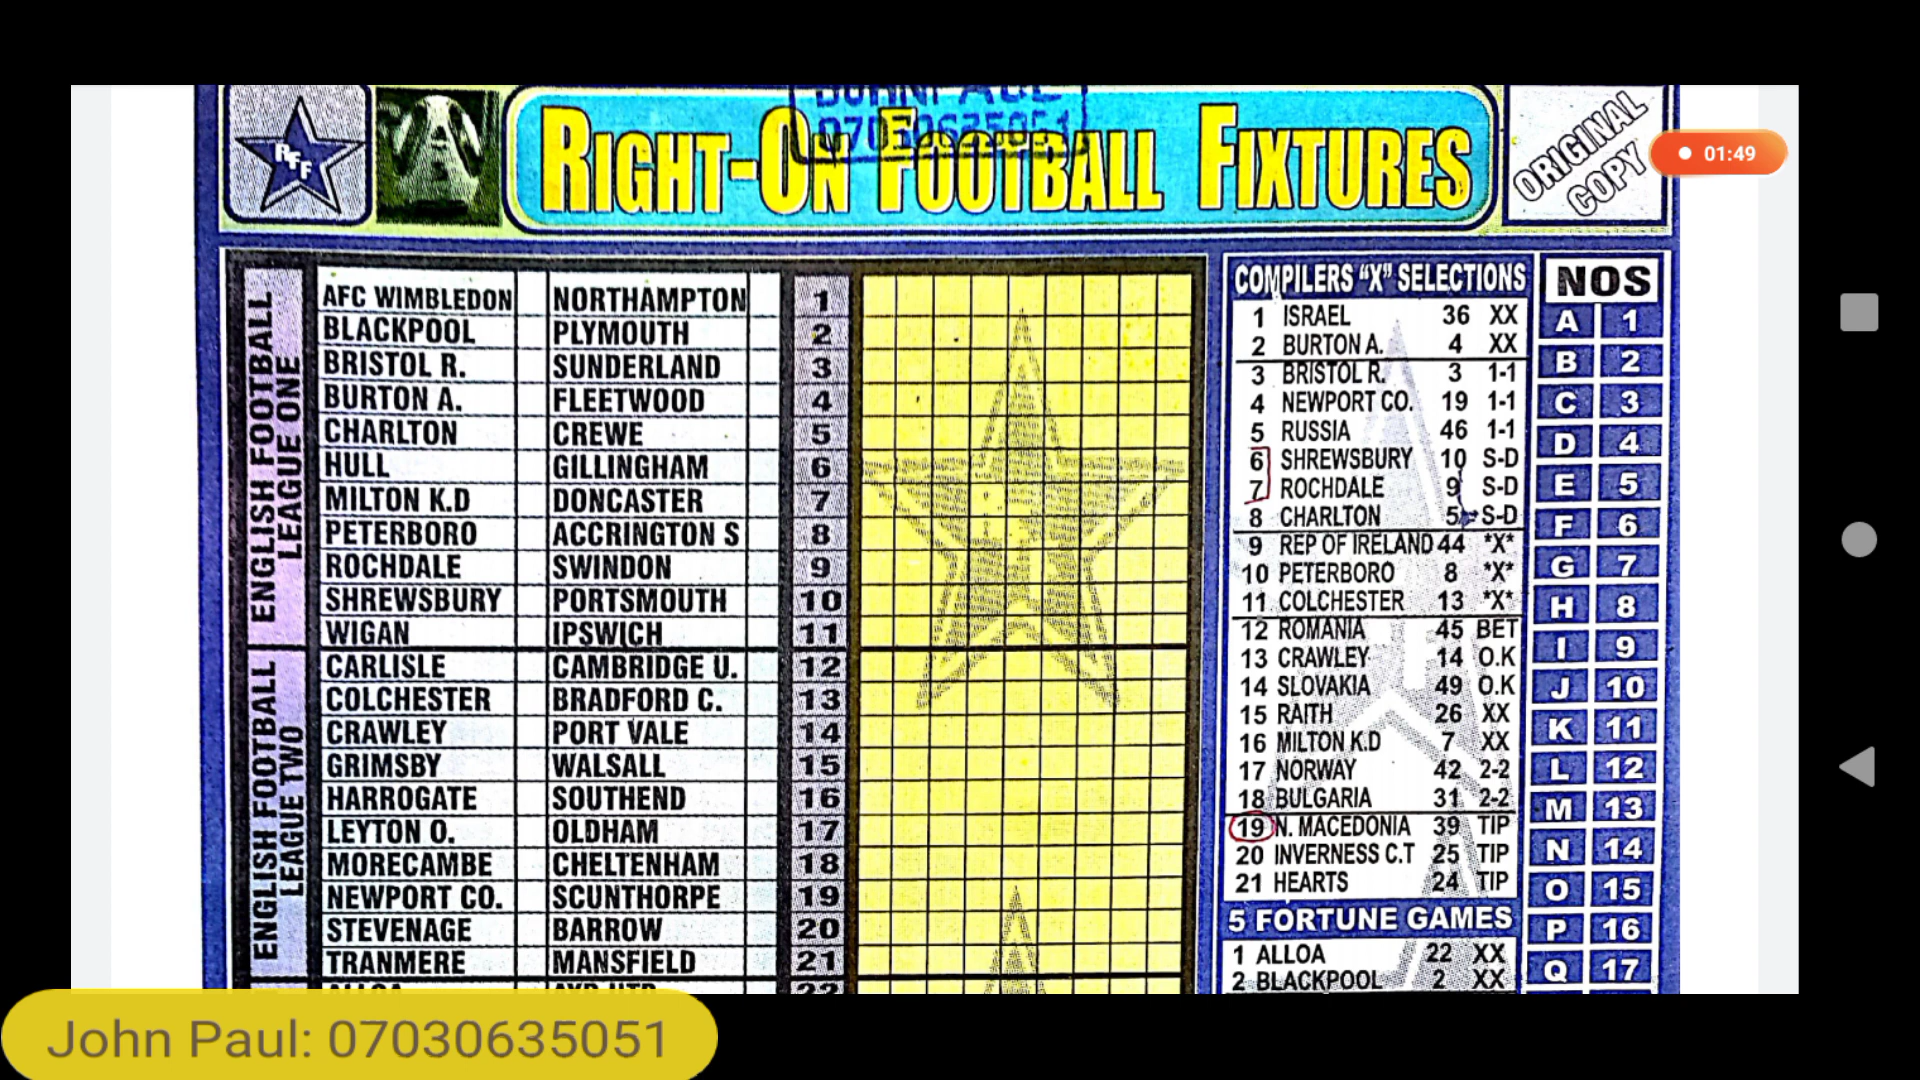 JOHNPAUL
07030635051
RFF
RIGHT-ON FOOTBALL FIXTURES
ORIGINAL
COPY
01:49
ENGLISH FOOTBALL
LEAGUE ONE
AFC WIMBLEDON NORTHAMPTON 1
BLACKPOOL PLYMOUTH 2
BRISTOL R. SUNDERLAND 3
BURTON A. FLEETWOOD 4
CHARLTON CREWE 5
HULL GILLINGHAM 6
MILTON K.D DONCASTER 7
PETERBORO ACCRINGTON S 8
ROCHDALE SWINDON 9
SHREWSBURY PORTSMOUTH 10
WIGAN IPSWICH 11
ENGLISH FOOTBALL
LEAGUE TWO
CARLISLE CAMBRIDGE U. 12
COLCHESTER BRADFORD C. 13
CRAWLEY PORT VALE 14
GRIMSBY WALSALL 15
HARROGATE SOUTHEND 16
LEYTON O. OLDHAM 17
MORECAMBE CHELTENHAM 18
NEWPORT CO. SCUNTHORPE 19
STEVENAGE BARROW 20
TRANMERE MANSFIELD 21
ALLOA AYR UTD 22
COMPILERS “X” SELECTIONS
1 ISRAEL 36 XX
2 BURTON A. 4 XX
3 BRISTOL R. 3 1-1
4 NEWPORT CO. 19 1-1
5 RUSSIA 46 1-1
6 SHREWSBURY 10 S-D
7 ROCHDALE 9 S-D
8 CHARLTON 5 S-D
9 REP OF IRELAND 44 *X*
10 PETERBORO 8 *X*
11 COLCHESTER 13 *X*
12 ROMANIA 45 BET
13 CRAWLEY 14 O.K
14 SLOVAKIA 49 O.K
15 RAITH 26 XX
16 MILTON K.D 7 XX
17 NORWAY 42 2-2
18 BULGARIA 31 2-2
19 N. MACEDONIA 39 TIP
20 INVERNESS C.T 25 TIP
21 HEARTS 24 TIP
5 FORTUNE GAMES
1 ALLOA 22 XX
2 BLACKPOOL 2 XX
NOS
A 1
B 2
C 3
D 4
E 5
F 6
G 7
H 8
I 9
J 10
K 11
L 12
M 13
N 14
O 15
P 16
Q 17
John Paul: 07030635051